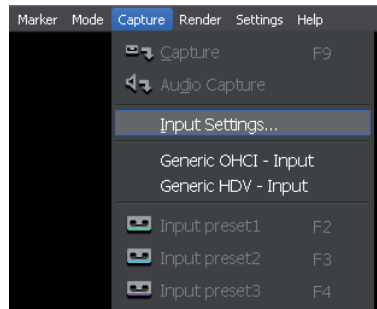 Marker Mode Capture Render Settings Help
Capture F9
Audio Capture
Input Settings...
Generic OHCI - Input
Generic HDV - Input
Input preset1 F2
Input preset2 F3
Input preset3 F4